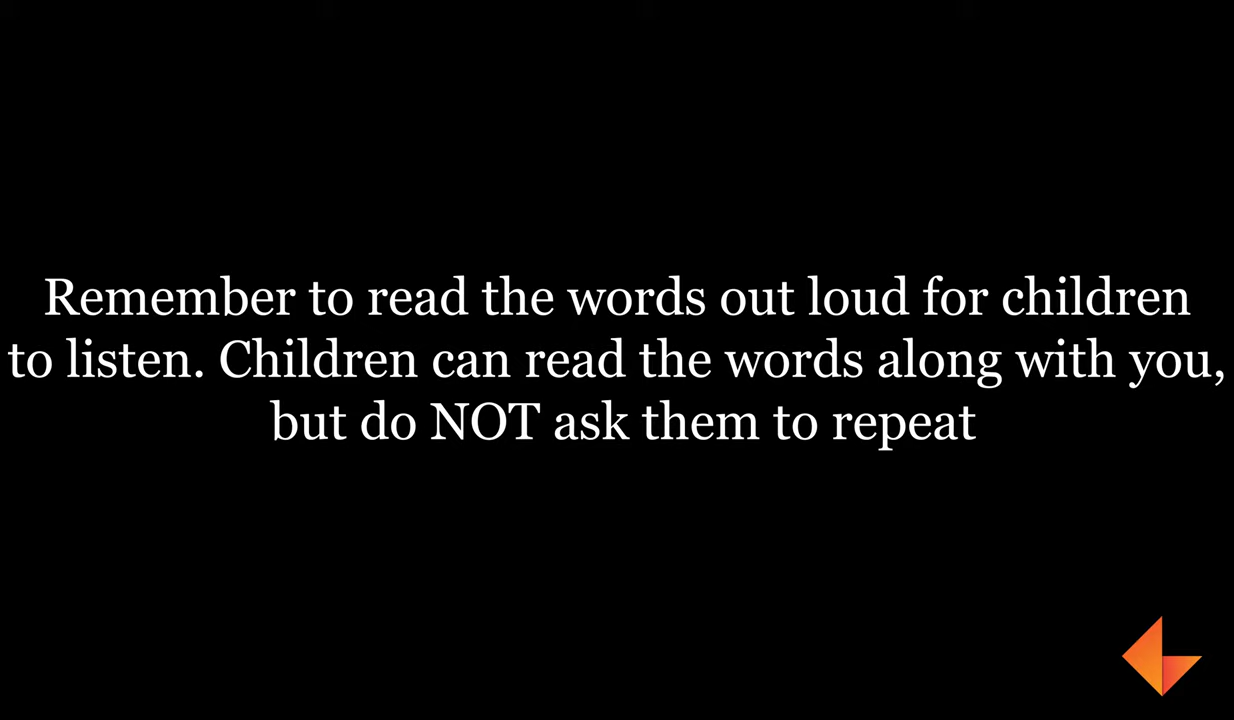 Remember to read the words out loud for children
to listen. Children can read the words along with you,
but do NOT ask them to repeat